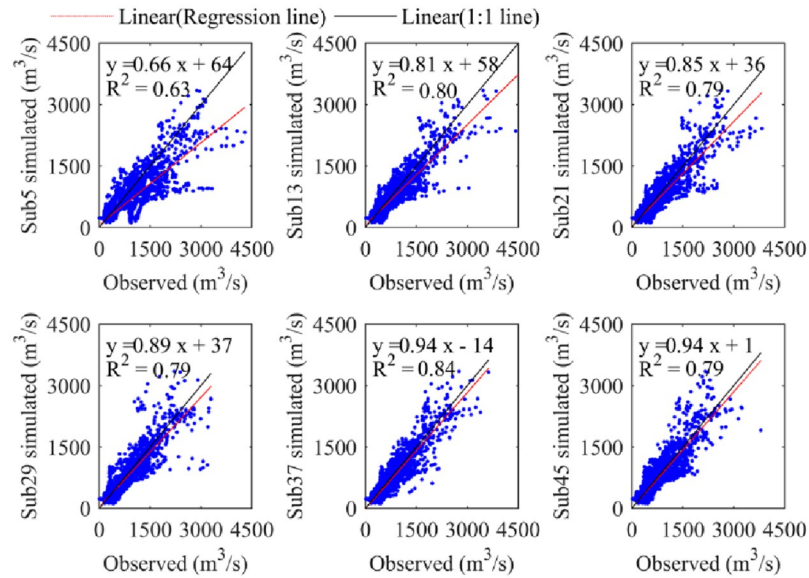 Linear(Regression line) Linear(1:1 line)
4500 3000 1500 0
Sub5 simulated (m³/s)
y=0.66 x + 64
R² = 0.63
0 1500 3000 4500
Observed (m³/s)
4500 3000 1500 0
Sub13 simulated (m³/s)
y=0.81 x + 58
R² = 0.80
0 1500 3000 4500
Observed (m³/s)
4500 3000 1500 0
Sub21 simulated (m³/s)
y=0.85 x + 36
R² = 0.79
0 1500 3000 4500
Observed (m³/s)
4500 3000 1500 0
Sub29 simulated (m³/s)
y=0.89 x + 37
R² = 0.79
0 1500 3000 4500
Observed (m³/s)
4500 3000 1500 0
Sub37 simulated (m³/s)
y=0.94 x - 14
R² = 0.84
0 1500 3000 4500
Observed (m³/s)
4500 3000 1500 0
Sub45 simulated (m³/s)
y=0.94 x + 1
R² = 0.79
0 1500 3000 4500
Observed (m³/s)